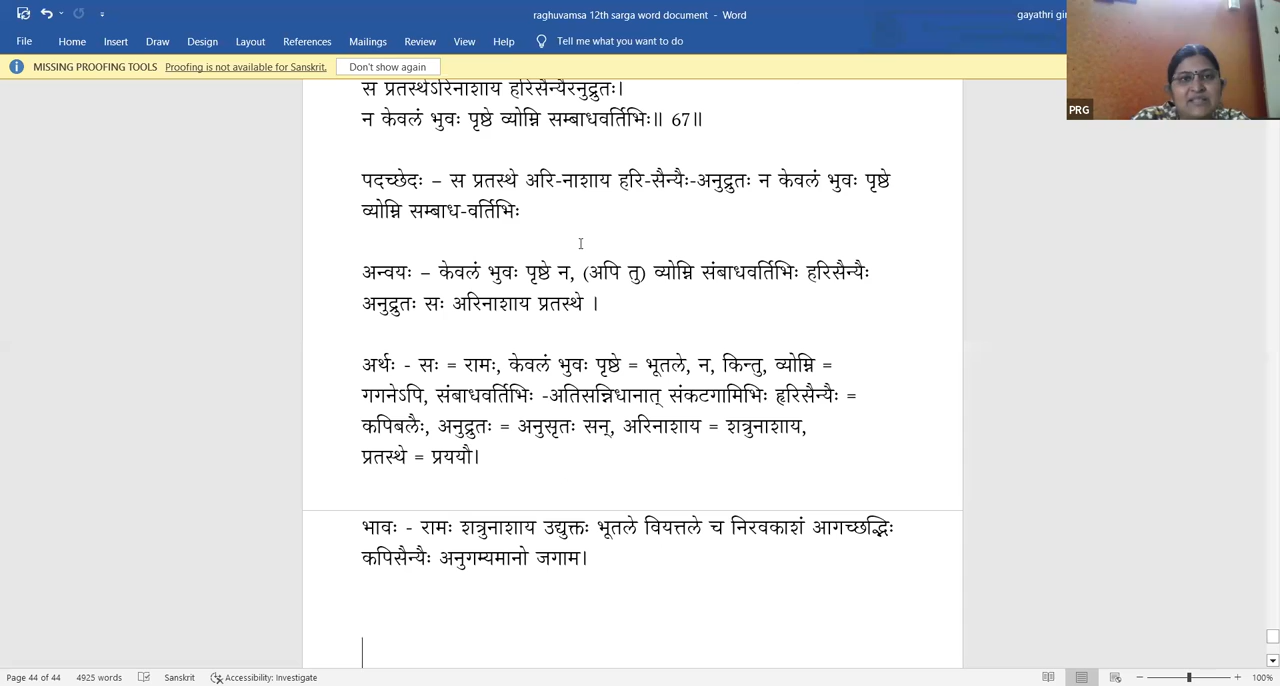 raghuvamsa 12th sarga word document - Word
gayathri gir
File Home Insert Draw Design Layout References Mailings Review View Help Tell me what you want to do
MISSING PROOFING TOOLS Proofing is not available for Sanskrit. Don't show again
PRG
स प्रतस्थेऽरिनाशाय हरिसैन्यैरनुद्रुतः।
न केवलं भुवः पृष्ठे व्योम्नि सम्बाधवर्तिभिः॥ 67॥
पदच्छेदः – स प्रतस्थे अरि-नाशाय हरि-सैन्यैः-अनुद्रुतः न केवलं भुवः पृष्ठे
व्योम्नि सम्बाध-वर्तिभिः
अन्वयः – केवलं भुवः पृष्ठे न, (अपि तु) व्योम्नि संबाधवर्तिभिः हरिसैन्यैः
अनुद्रुतः सः अरिनाशाय प्रतस्थे ।
अर्थः - सः = रामः, केवलं भुवः पृष्ठे = भूतले, न, किन्तु, व्योम्नि =
गगनेऽपि, संबाधवर्तिभिः -अतिसन्निधानात् संकटगामिभिः हृरिसैन्यैः =
कपिबलैः, अनुद्रुतः = अनुसृतः सन्, अरिनाशाय = शत्रुनाशाय,
प्रतस्थे = प्रययौ।
भावः - रामः शत्रुनाशाय उद्युक्तः भूतले वियत्तले च निरवकाशं आगच्छद्भिः
कपिसैन्यैः अनुगम्यमानो जगाम।
Page 44 of 44 4925 words Sanskrit Accessibility: Investigate 100%